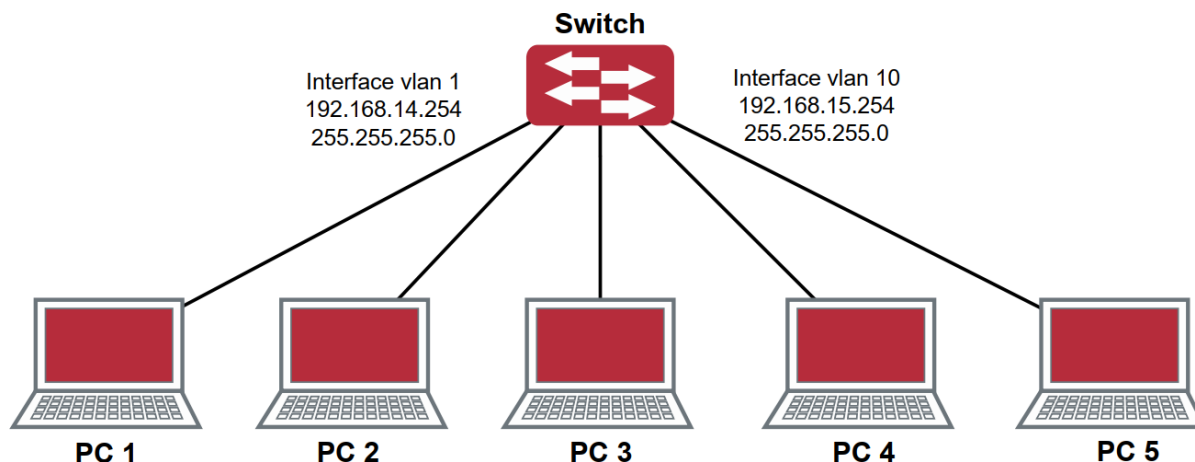 Switch
Interface vlan 1
192.168.14.254
255.255.255.0
Interface vlan 10
192.168.15.254
255.255.255.0
PC 1
PC 2
PC 3
PC 4
PC 5